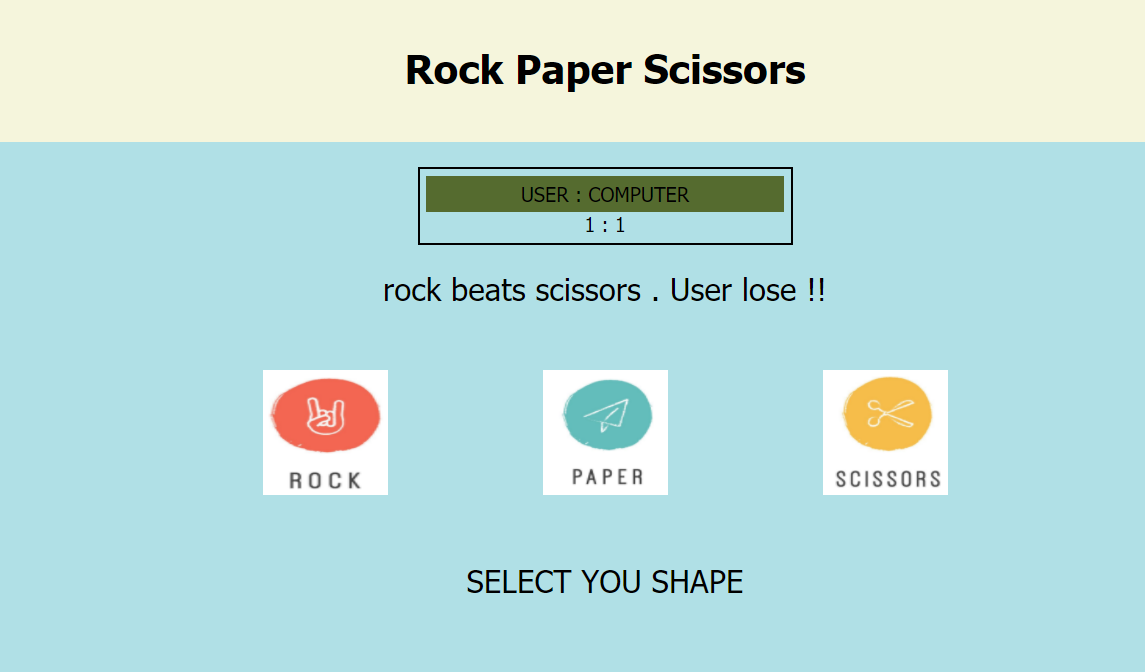 Rock Paper Scissors
USER : COMPUTER
1 : 1
rock beats scissors . User lose !!
ROCK
PAPER
SCISSORS
SELECT YOU SHAPE